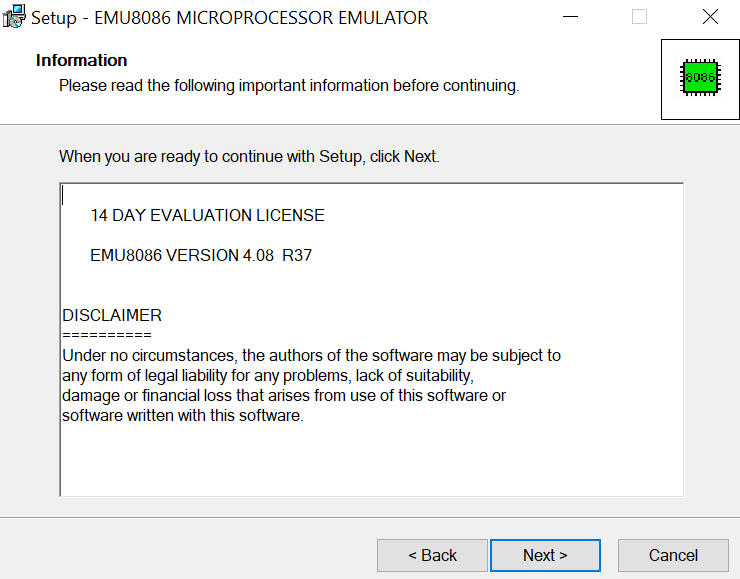 Setup - EMU8086 MICROPROCESSOR EMULATOR
Information
Please read the following important information before continuing.
8086
When you are ready to continue with Setup, click Next.
14 DAY EVALUATION LICENSE
EMU8086 VERSION 4.08  R37
DISCLAIMER
==========
Under no circumstances, the authors of the software may be subject to
any form of legal liability for any problems, lack of suitability,
damage or financial loss that arises from use of this software or
software written with this software.
< Back
Next >
Cancel